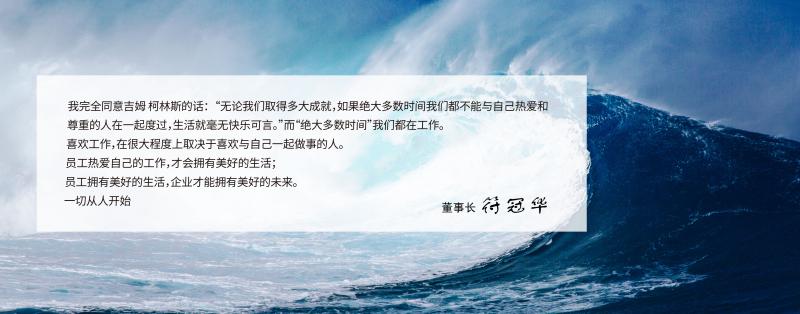 我完全同意吉姆 柯林斯的话：“无论我们取得多大成就，如果绝大多数时间我们都不能与自己热爱和
尊重的人在一起度过，生活就毫无快乐可言。”而“绝大多数时间”我们都在工作。
喜欢工作，在很大程度上取决于喜欢与自己一起做事的人。
员工热爱自己的工作，才会拥有美好的生活；
员工拥有美好的生活，企业才能拥有美好的未来。
一切从人开始
董事长 符冠华